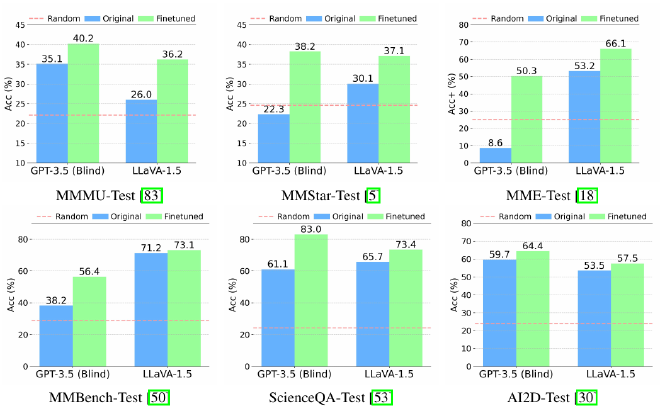 Random Original Finetuned
Random Original Finetuned
Random Original Finetuned
Acc (%)
45
40
35
30
25
20
15
10
35.1
40.2
26.0
36.2
GPT-3.5 (Blind) LLaVA-1.5
MMMU-Test [83]
Acc (%)
45
40
35
30
25
20
15
10
22.3
38.2
30.1
37.1
GPT-3.5 (Blind) LLaVA-1.5
MMStar-Test [5]
Acc+ (%)
80
70
60
50
40
30
20
10
0
8.6
50.3
53.2
66.1
GPT-3.5 (Blind) LLaVA-1.5
MME-Test [18]
Random Original Finetuned
Random Original Finetuned
Random Original Finetuned
Acc (%)
80
60
40
20
0
38.2
56.4
71.2
73.1
GPT-3.5 (Blind) LLaVA-1.5
MMBench-Test [50]
Acc (%)
80
60
40
20
0
61.1
83.0
65.7
73.4
GPT-3.5 (Blind) LLaVA-1.5
ScienceQA-Test [53]
Acc (%)
80
70
60
50
40
30
20
10
0
59.7
64.4
53.5
57.5
GPT-3.5 (Blind) LLaVA-1.5
AI2D-Test [30]